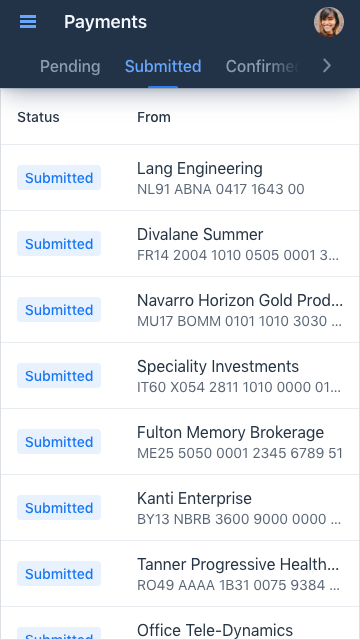 Payments
Pending Submitted Confirmed
Status From
Submitted Lang Engineering
NL91 ABNA 0417 1643 00
Submitted Divalane Summer
FR14 2004 1010 0505 0001 3...
Submitted Navarro Horizon Gold Prod...
MU17 BOMM 0101 1010 3030 ...
Submitted Speciality Investments
IT60 X054 2811 1010 0000 01...
Submitted Fulton Memory Brokerage
ME25 5050 0001 2345 6789 51
Submitted Kanti Enterprise
BY13 NBRB 3600 9000 0000 ...
Submitted Tanner Progressive Health...
RO49 AAAA 1B31 0075 9384 ...
Submitted Office Tele-Dynamics